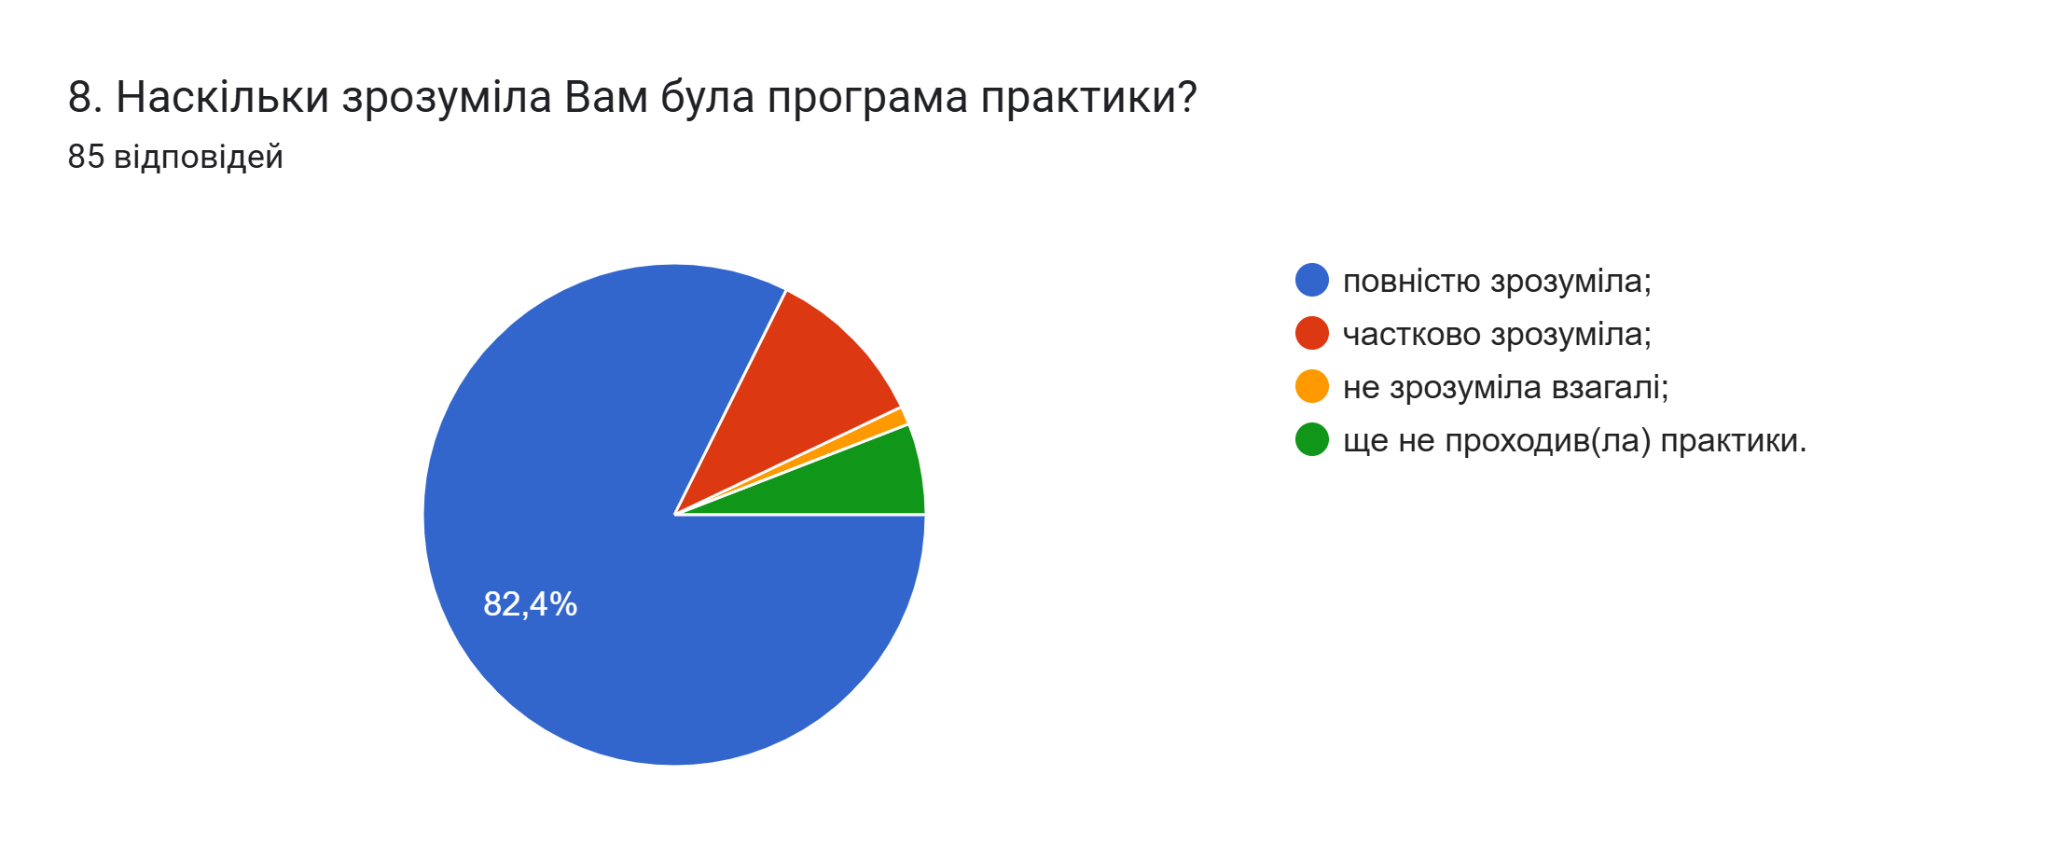 8. Наскільки зрозуміла Вам була програма практики?
85 відповідей
повністю зрозуміла;
частково зрозуміла;
не зрозуміла взагалі;
ще не проходив(ла) практики.
82,4%